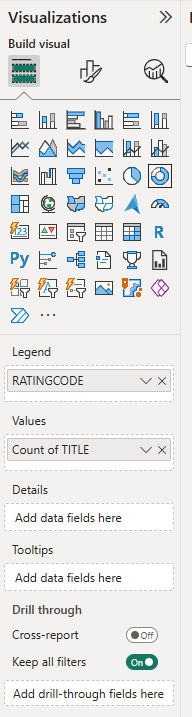 Visualizations
Build visual
123
R
Py
Legend
RATINGCODE
Values
Count of TITLE
Details
Add data fields here
Tooltips
Add data fields here
Drill through
Cross-report
Off
Keep all filters
On
Add drill-through fields here